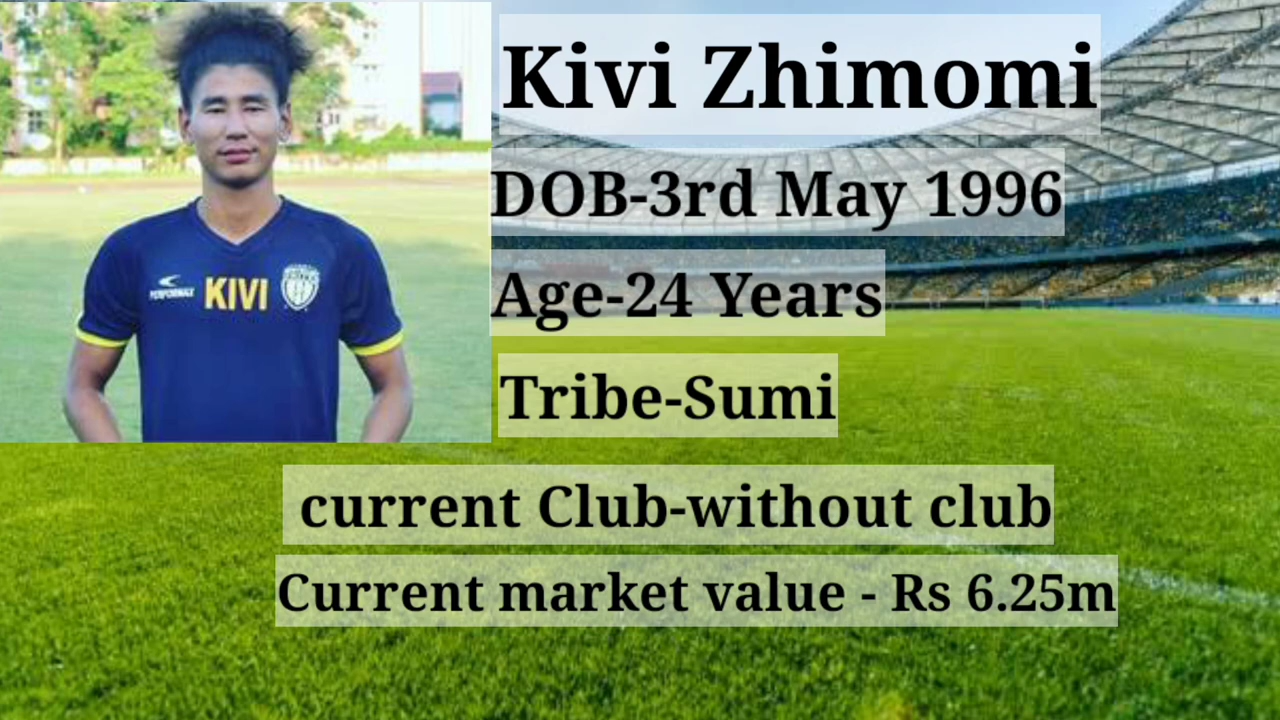 Kivi Zhimomi
DOB-3rd May 1996
Age-24 Years
Tribe-Sumi
current Club-without club
Current market value - Rs 6.25m
PERFORMAX
KIVI